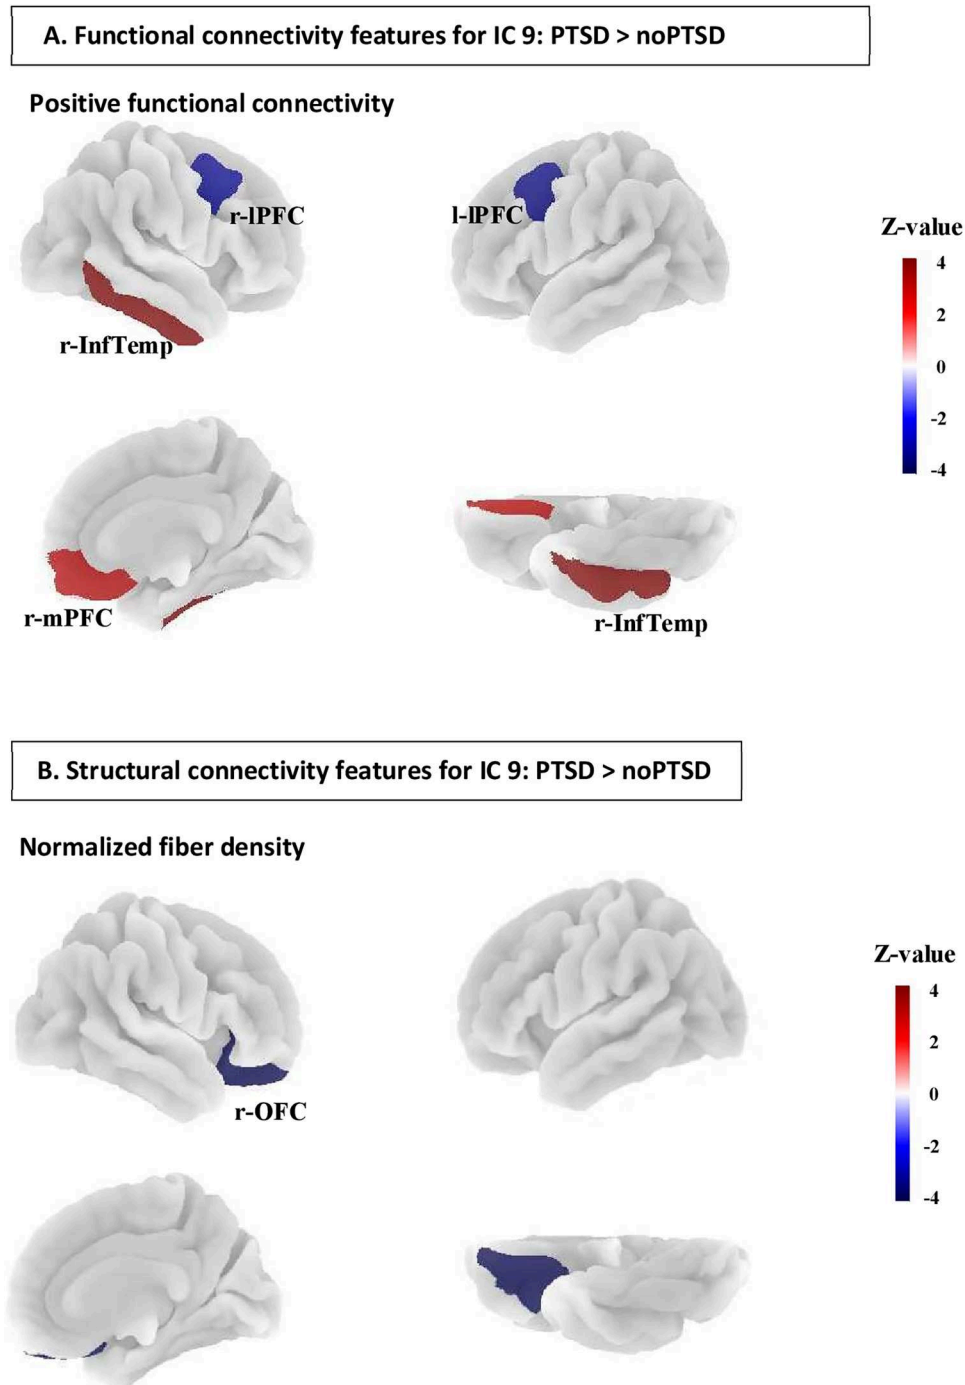 A. Functional connectivity features for IC 9: PTSD > noPTSD
Positive functional connectivity
r-lPFC
l-lPFC
r-InfTemp
Z-value
4
2
0
-2
-4
r-mPFC
r-InfTemp
B. Structural connectivity features for IC 9: PTSD > noPTSD
Normalized fiber density
r-OFC
Z-value
4
2
0
-2
-4